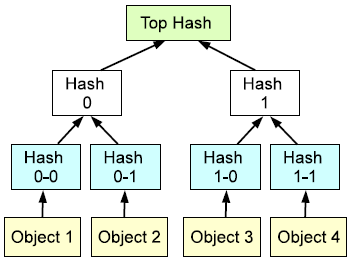 Top Hash
Hash
0
Hash
1
Hash
0-0
Hash
0-1
Hash
1-0
Hash
1-1
Object 1
Object 2
Object 3
Object 4